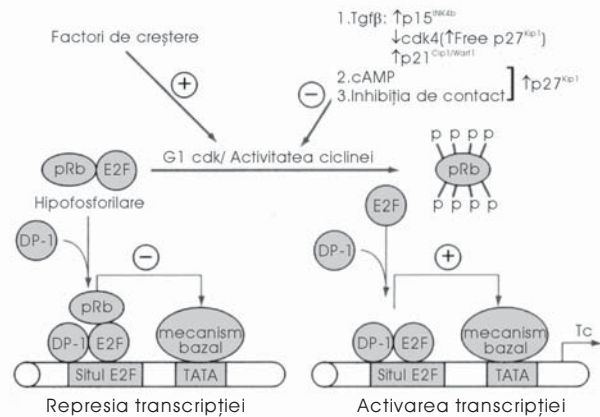 Factori de creștere
1.Tgfβ: ↑p15INK4b
↓cdk4(↑Free p27Kip1)
↑p21Cip1/Warf1
2.cAMP
3.Inhibiția de contact
↑p27Kip1
+
−
G1 cdk/ Activitatea ciclinei
pRb
E2F
Hipofosforilare
p p p p
pRb
p p p p
E2F
DP-1
DP-1
−
+
pRb
DP-1
E2F
mecanism
bazal
DP-1
E2F
mecanism
bazal
Tc
Situl E2F
TATA
Situl E2F
TATA
Represia transcripției
Activarea transcripției